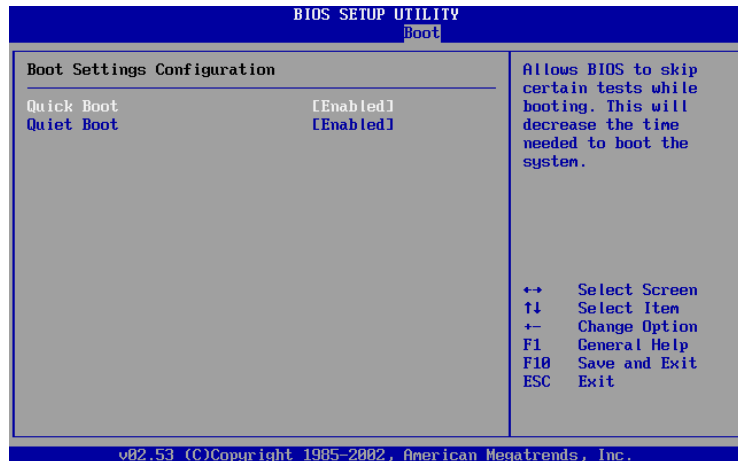 BIOS SETUP UTILITY
Boot
Boot Settings Configuration
Quick Boot [Enabled]
Quiet Boot [Enabled]
Allows BIOS to skip
certain tests while
booting. This will
decrease the time
needed to boot the
system.
←→ Select Screen
↑↓ Select Item
+- Change Option
F1 General Help
F10 Save and Exit
ESC Exit
v02.53 (C)Copyright 1985-2002, American Megatrends, Inc.